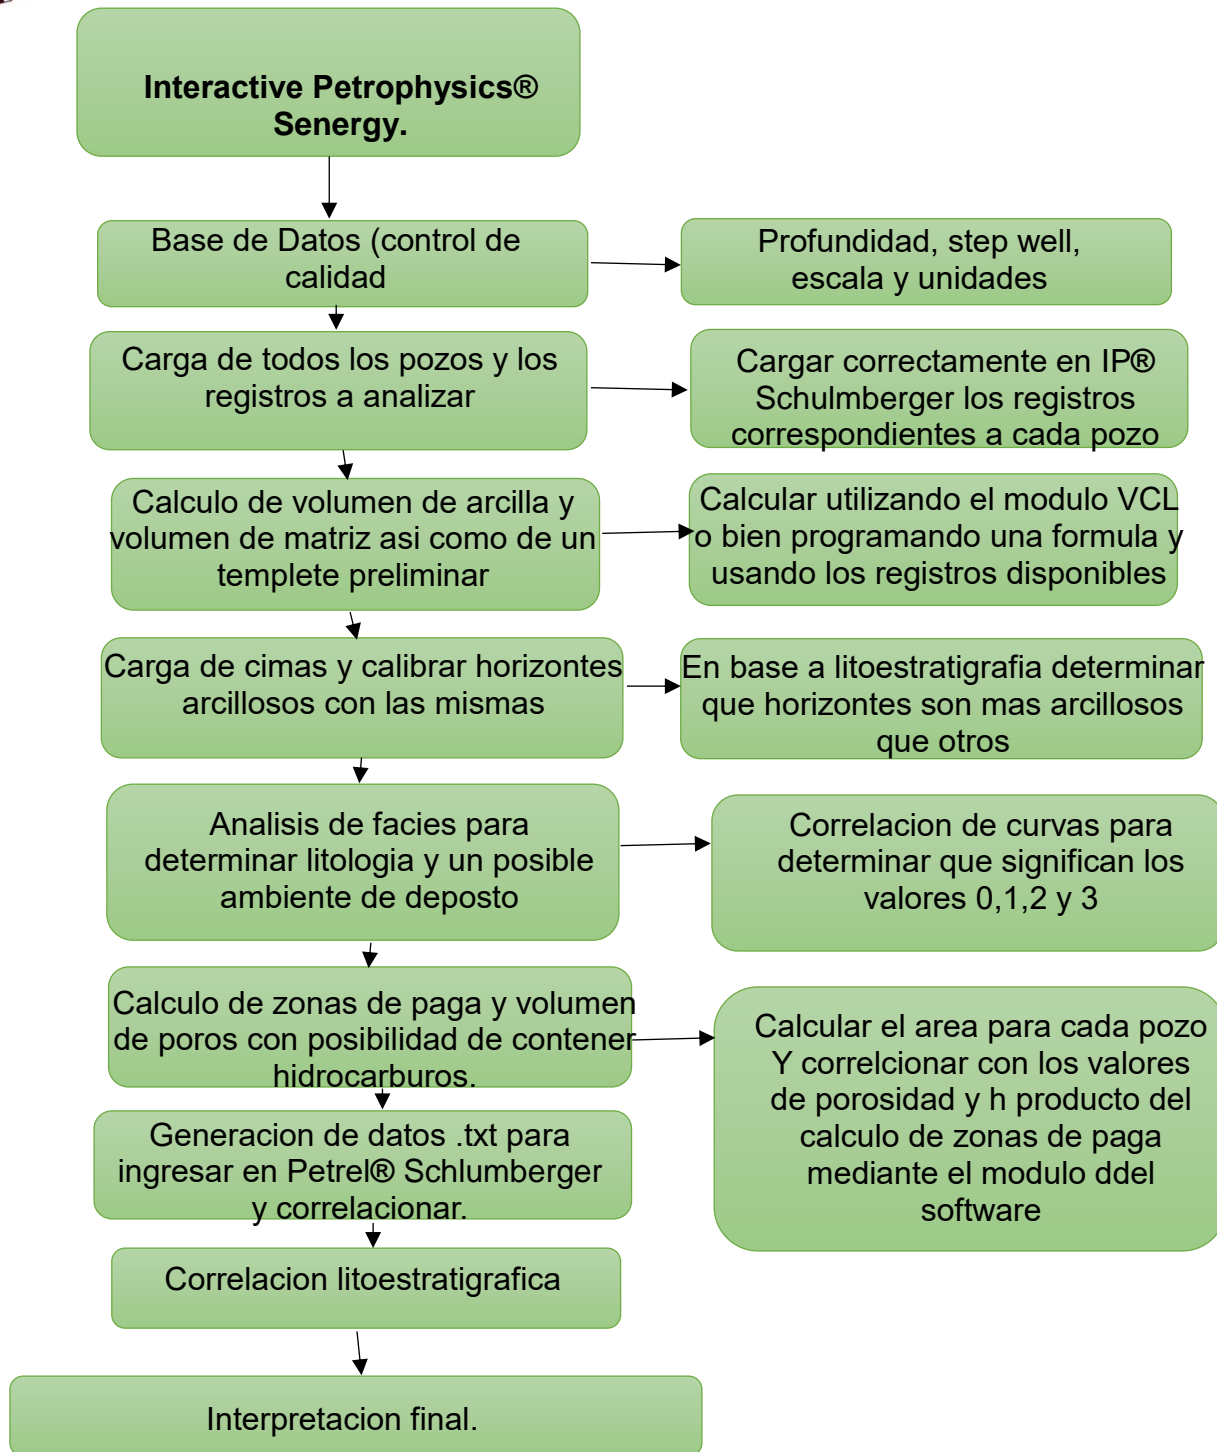 Interactive Petrophysics®
Senergy.
Base de Datos (control de
calidad
Profundidad, step well,
escala y unidades
Carga de todos los pozos y los
registros a analizar
Cargar correctamente en IP®
Schulmberger los registros
correspondientes a cada pozo
Calculo de volumen de arcilla y
volumen de matriz asi como de un
templete preliminar
Calcular utilizando el modulo VCL
o bien programando una formula y
usando los registros disponibles
Carga de cimas y calibrar horizontes
arcillosos con las mismas
En base a litoestratigrafia determinar
que horizontes son mas arcillosos
que otros
Analisis de facies para
determinar litologia y un posible
ambiente de deposto
Correlacion de curvas para
determinar que significan los
valores 0,1,2 y 3
Calculo de zonas de paga y volumen
de poros con posibilidad de contener
hidrocarburos.
Calcular el area para cada pozo
Y correlcionar con los valores
de porosidad y h producto del
calculo de zonas de paga
mediante el modulo ddel
software
Generacion de datos .txt para
ingresar en Petrel® Schlumberger
y correlacionar.
Correlacion litoestratigrafica
Interpretacion final.